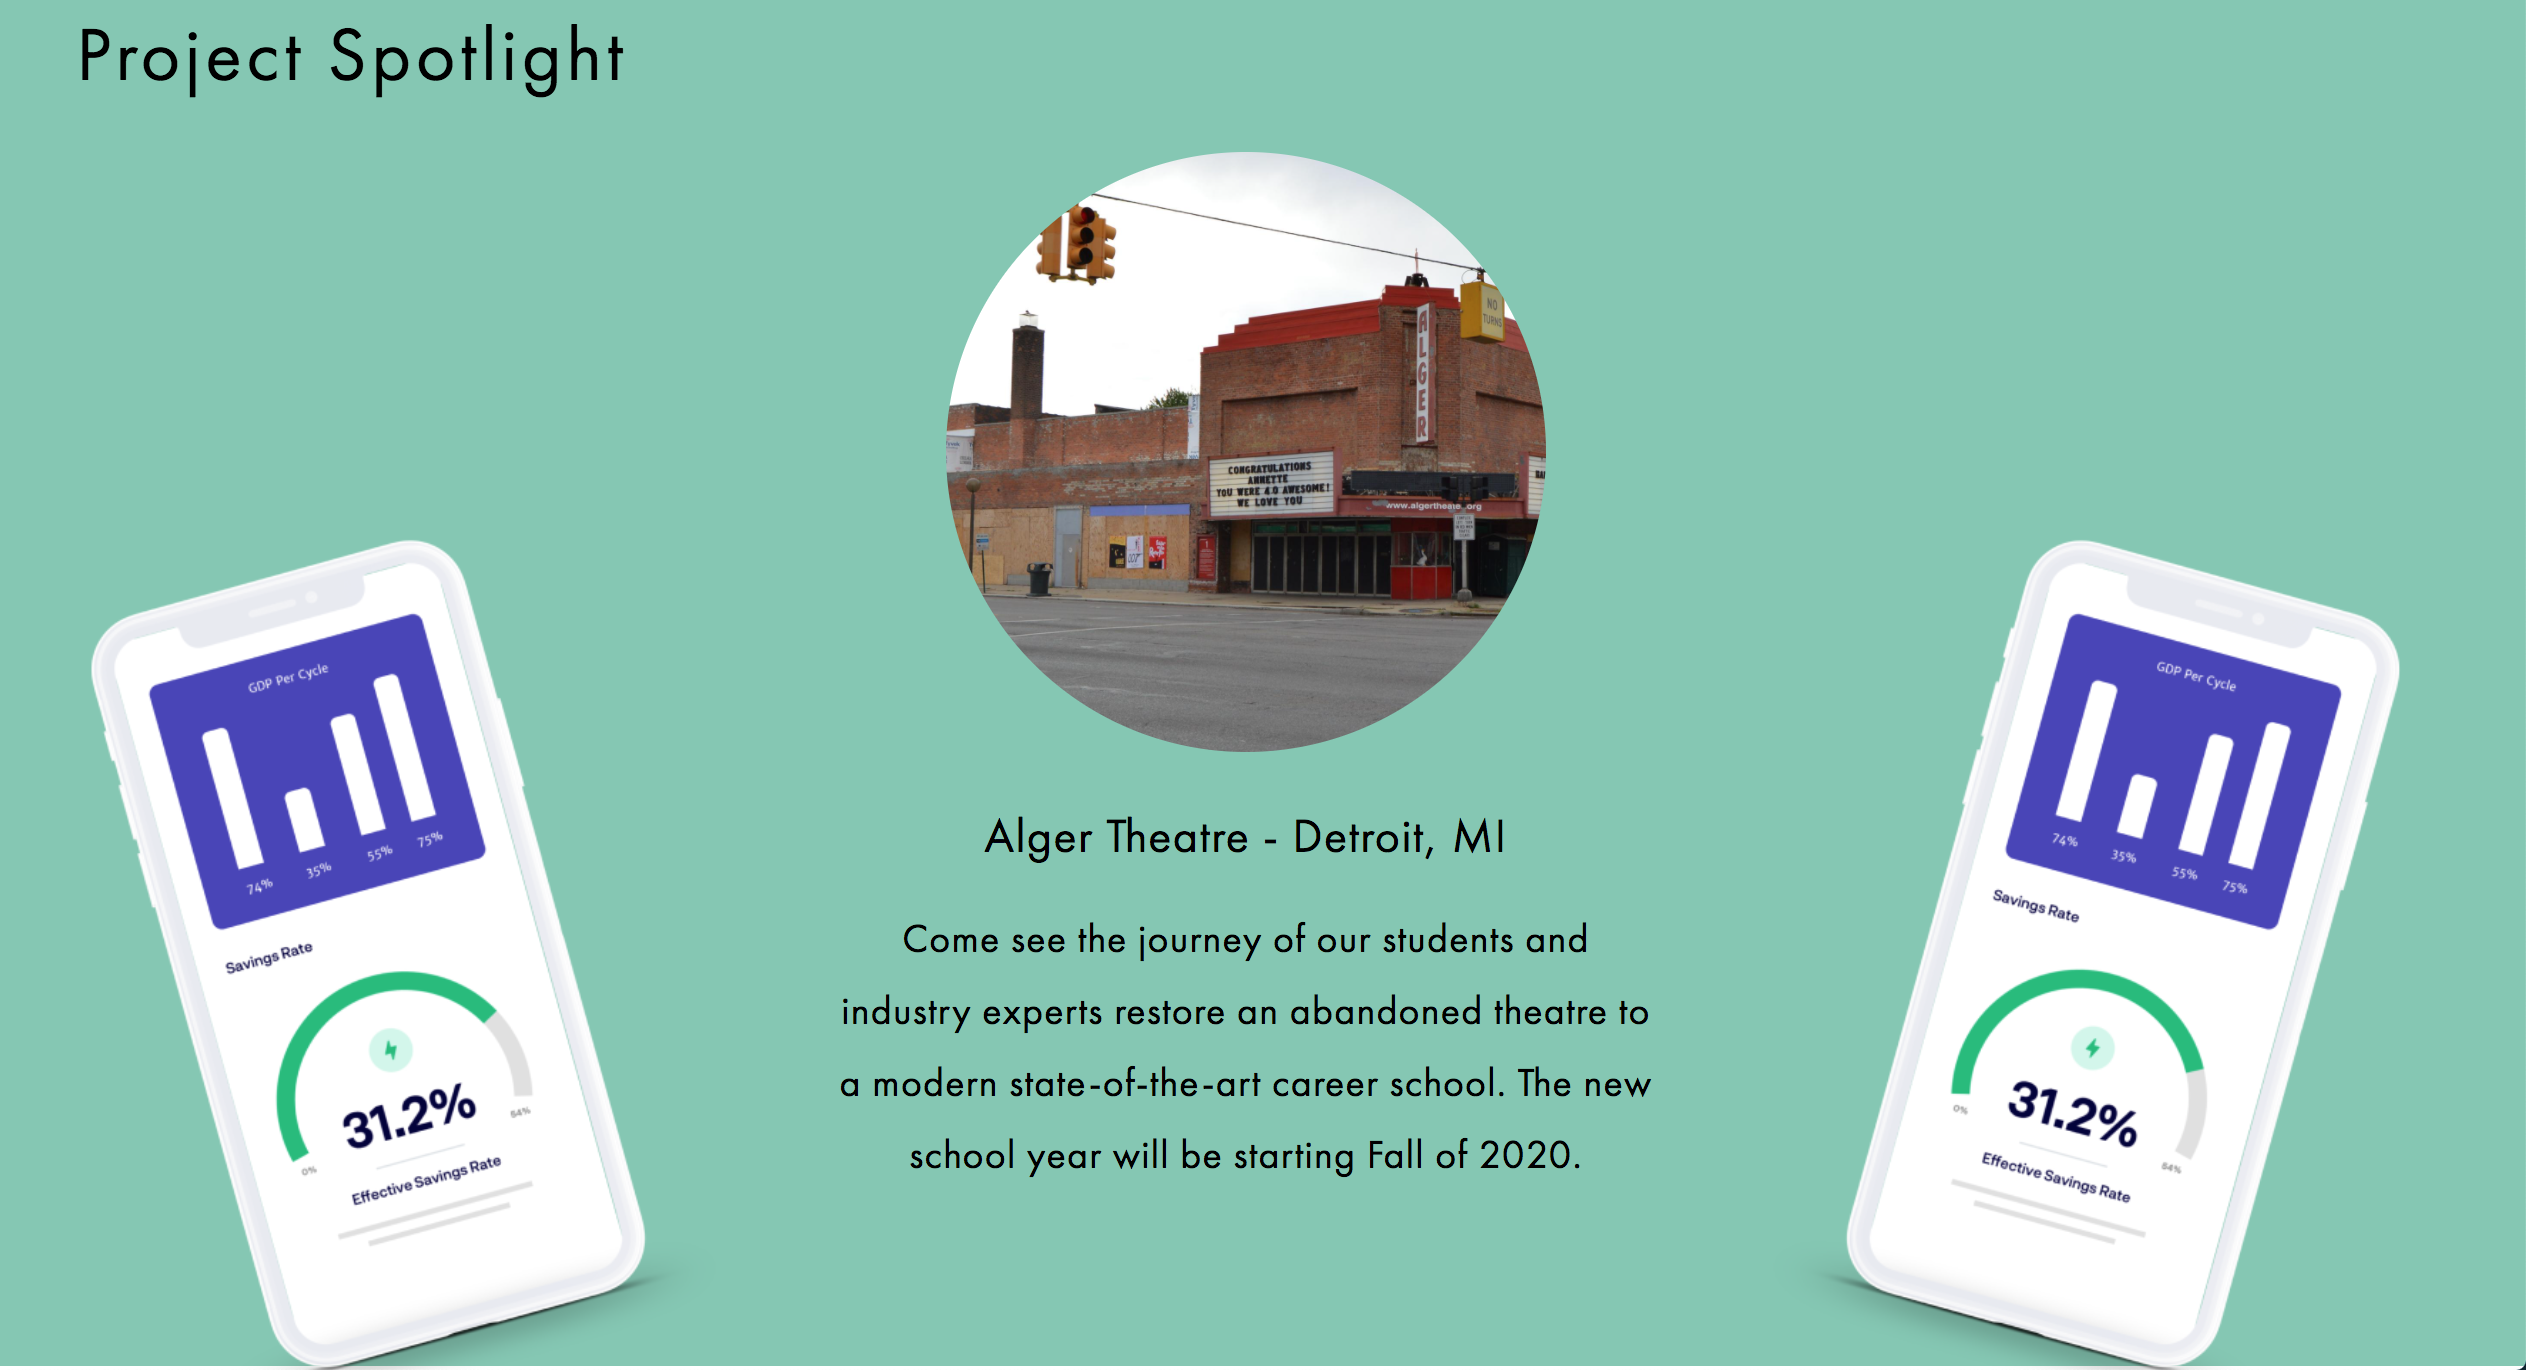 Project Spotlight
NO
TURNS
ALGER
CONGRATULATIONS
ANNETTE
YOU WERE 4.0 AWESOME!
WE LOVE YOU
Alger Theatre - Detroit, MI
Come see the journey of our students and
industry experts restore an abandoned theatre to
a modern state-of-the-art career school. The new
school year will be starting Fall of 2020.
GDP Per Cycle
74% 35% 55% 75%
Savings Rate
31.2%
0% 64%
Effective Savings Rate
GDP Per Cycle
74% 35% 55% 75%
Savings Rate
31.2%
0% 64%
Effective Savings Rate